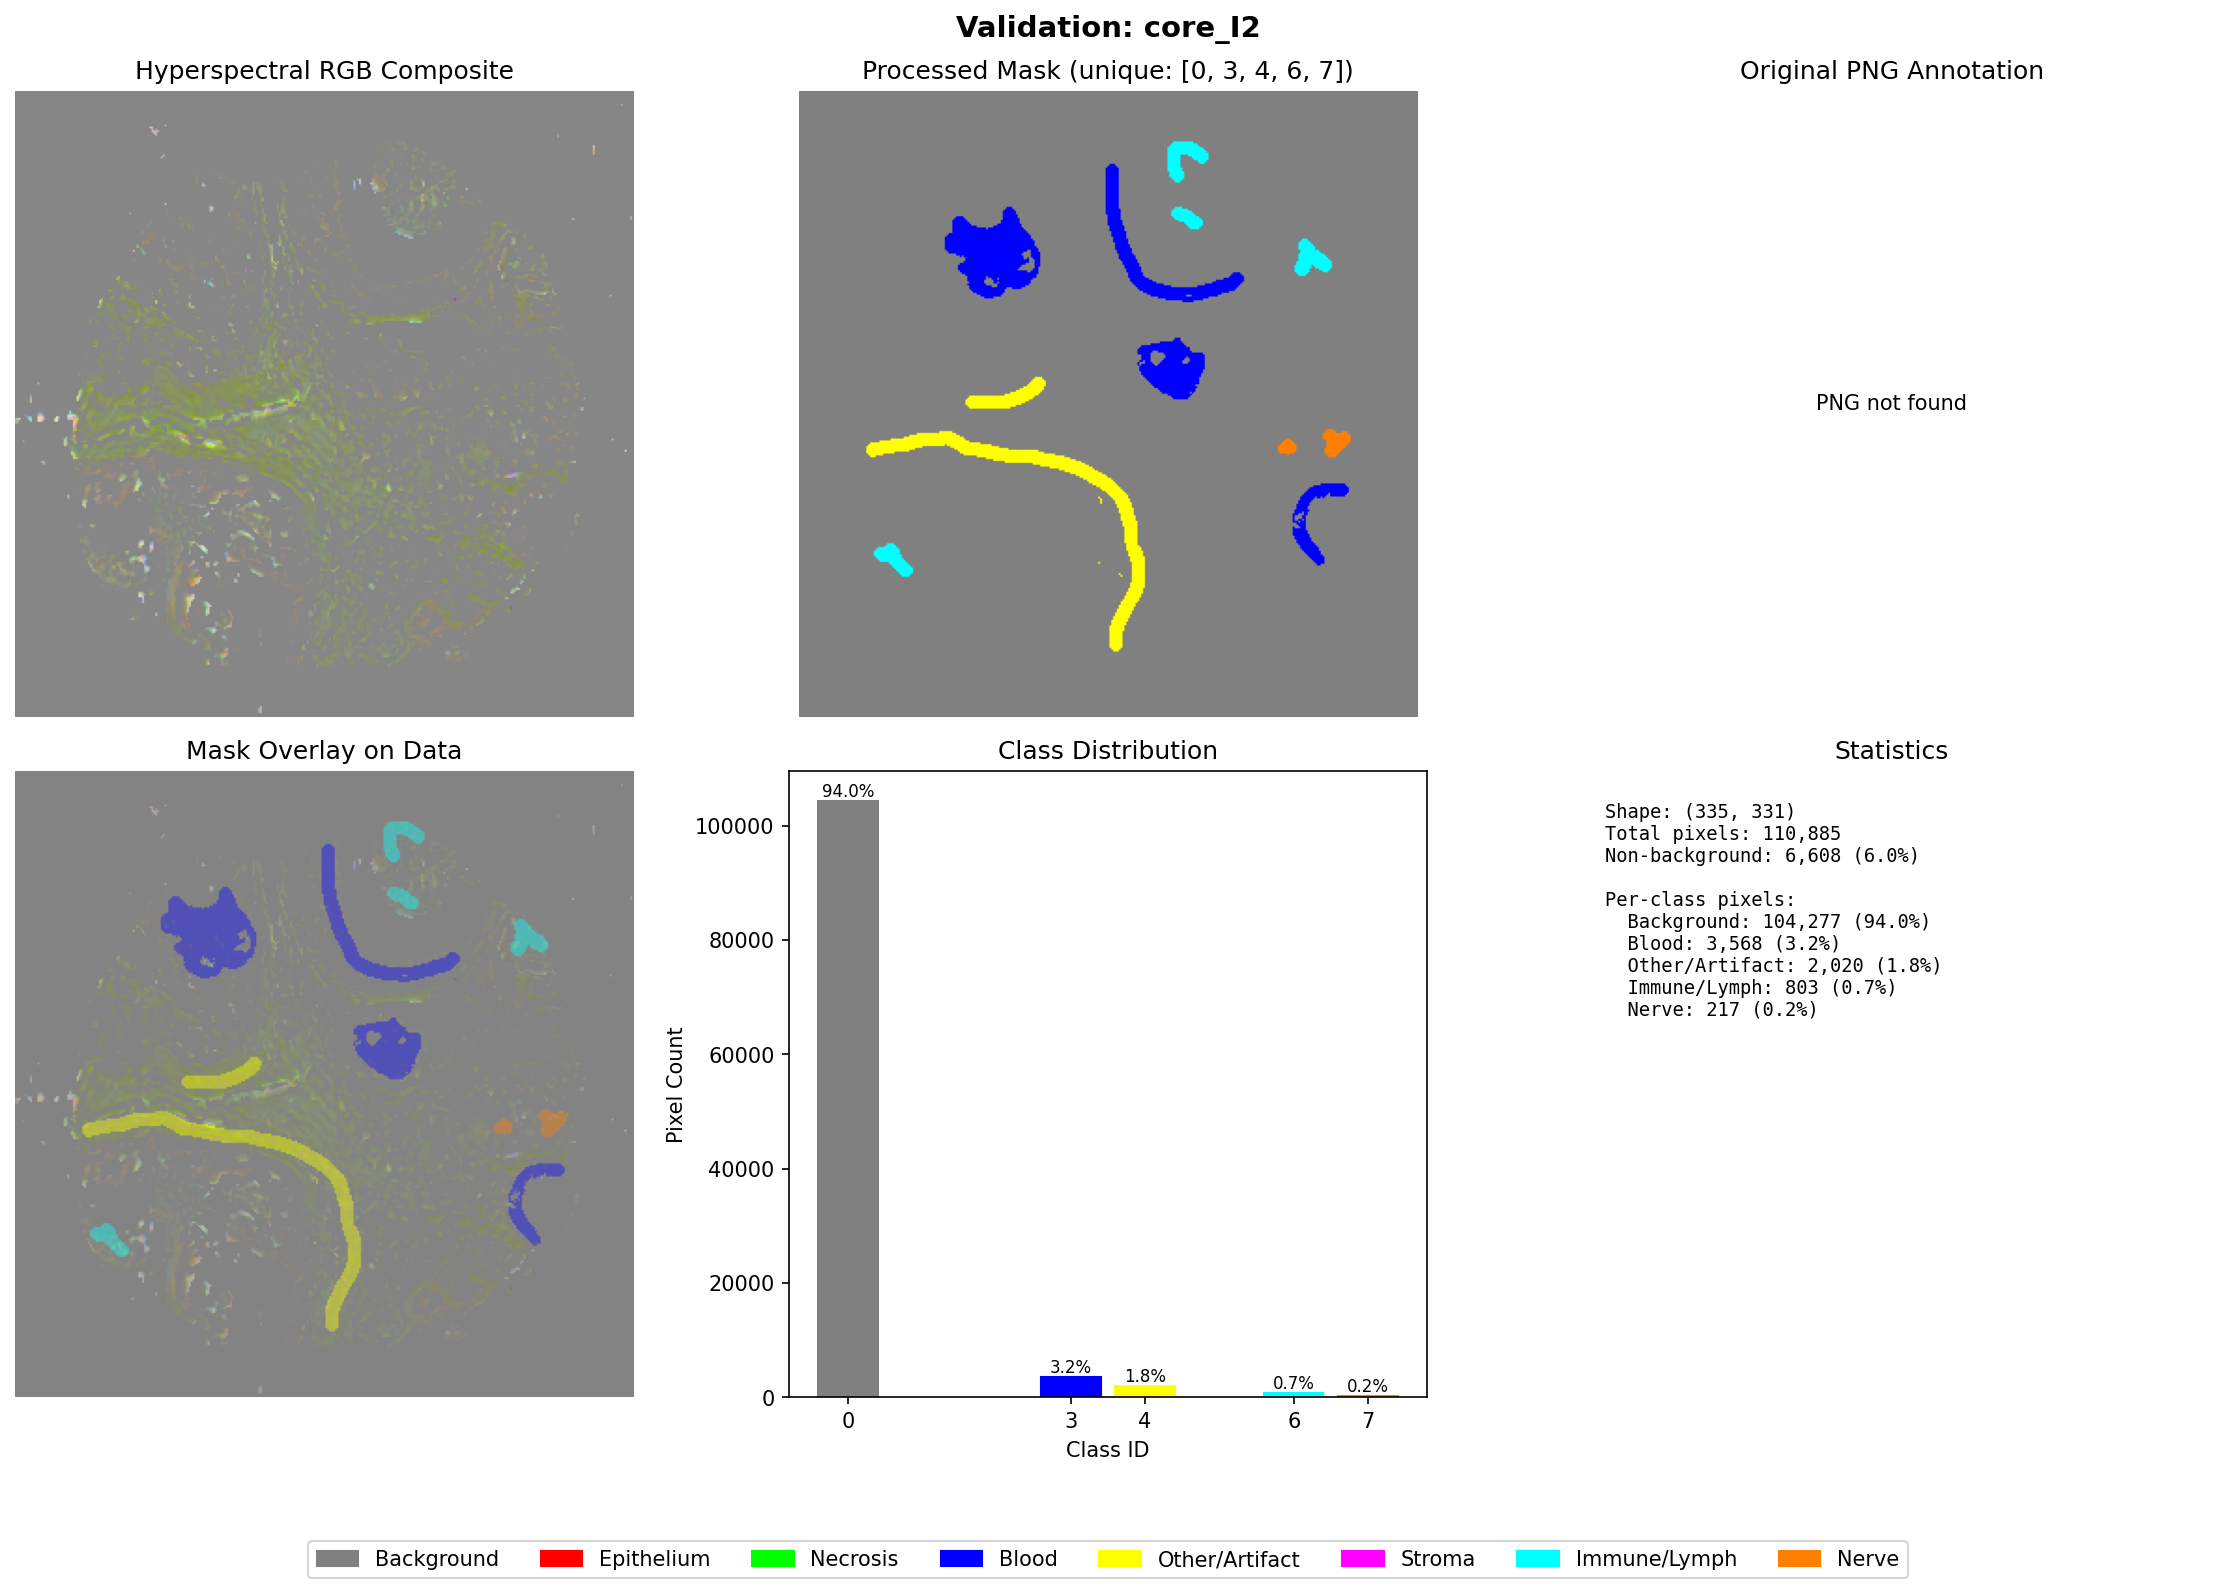 Validation: core_I2
Hyperspectral RGB Composite
Processed Mask (unique: [0, 3, 4, 6, 7])
Original PNG Annotation
PNG not found
Mask Overlay on Data
Class Distribution
Pixel Count
100000
80000
60000
40000
20000
0
94.0%
3.2%
1.8%
0.7%
0.2%
0 3 4 6 7
Class ID
Statistics
Shape: (335, 331)
Total pixels: 110,885
Non-background: 6,608 (6.0%)
Per-class pixels:
Background: 104,277 (94.0%)
Blood: 3,568 (3.2%)
Other/Artifact: 2,020 (1.8%)
Immune/Lymph: 803 (0.7%)
Nerve: 217 (0.2%)
Background Epithelium Necrosis Blood Other/Artifact Stroma Immune/Lymph Nerve